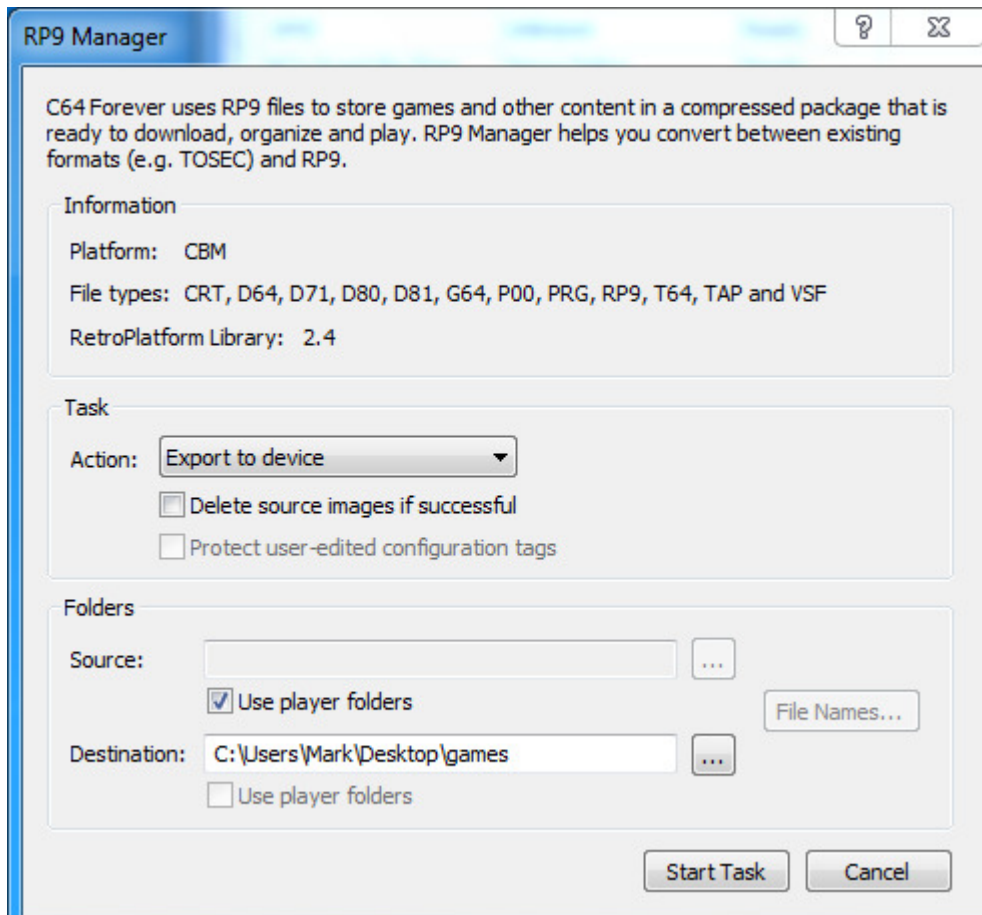 RP9 Manager
?
C64 Forever uses RP9 files to store games and other content in a compressed package that is
ready to download, organize and play. RP9 Manager helps you convert between existing
formats (e.g. TOSEC) and RP9.
Information
Platform: CBM
File types: CRT, D64, D71, D80, D81, G64, P00, PRG, RP9, T64, TAP and VSF
RetroPlatform Library: 2.4
Task
Action: Export to device
Delete source images if successful
Protect user-edited configuration tags
Folders
Source: ...
Use player folders
File Names...
Destination: C:\Users\Mark\Desktop\games ...
Use player folders
Start Task Cancel